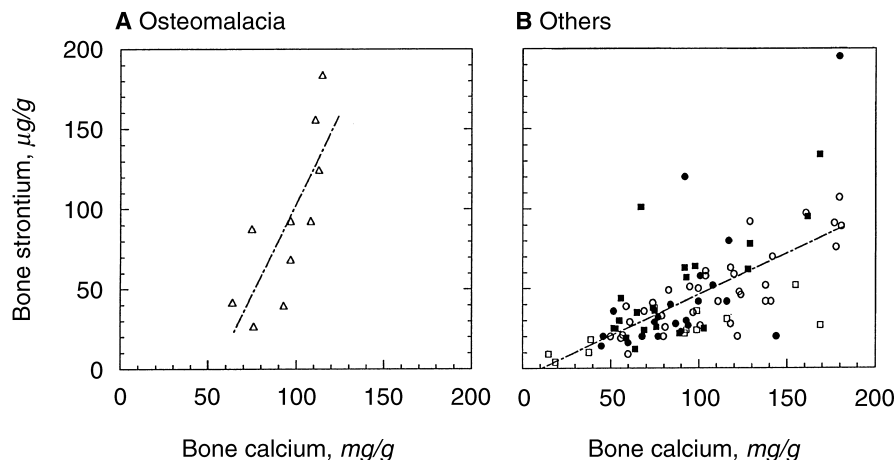 A Osteomalacia
B Others
200
150
100
50
0
0 50 100 150 200
0 50 100 150 200
Bone strontium, µg/g
Bone calcium, mg/g
Bone calcium, mg/g